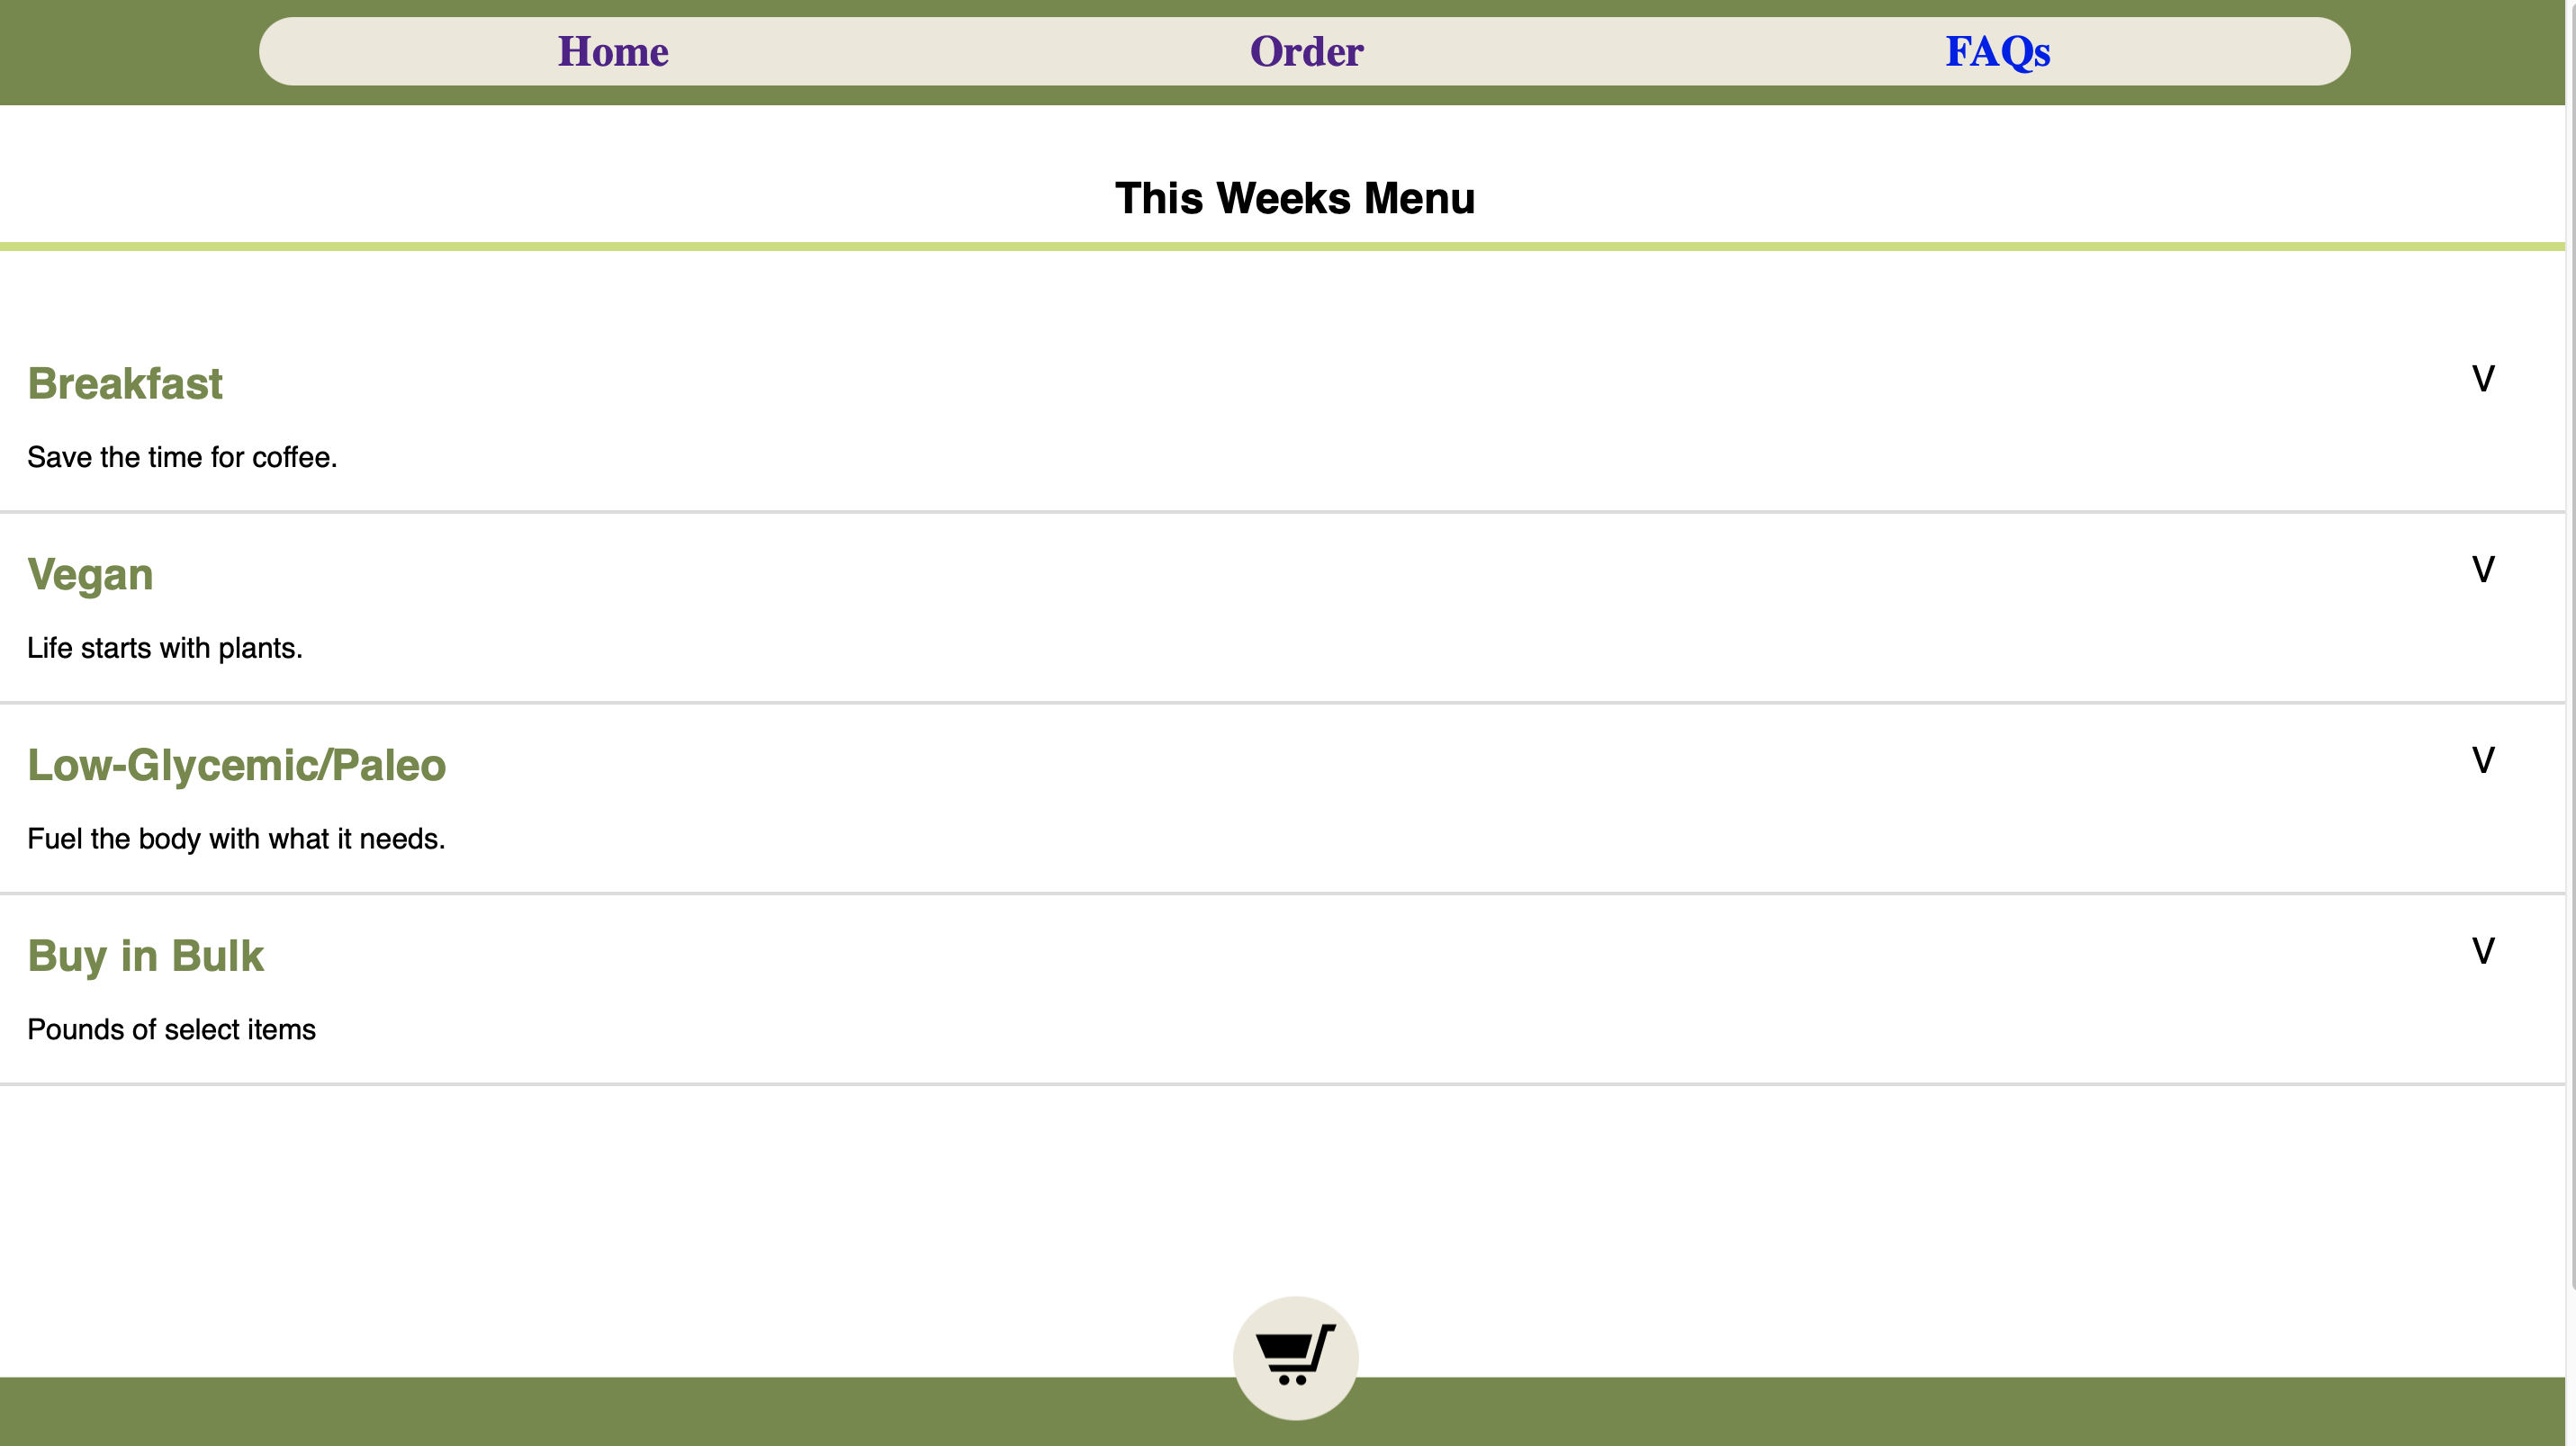 Home Order FAQs
This Weeks Menu
Breakfast V
Save the time for coffee.
Vegan V
Life starts with plants.
Low-Glycemic/Paleo V
Fuel the body with what it needs.
Buy in Bulk V
Pounds of select items